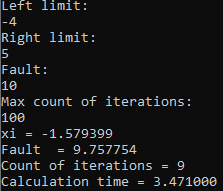 Left limit:
-4
Right limit:
5
Fault:
10
Max count of iterations:
100
xi = -1.579399
Fault  = 9.757754
Count of iterations = 9
Calculation time = 3.471000